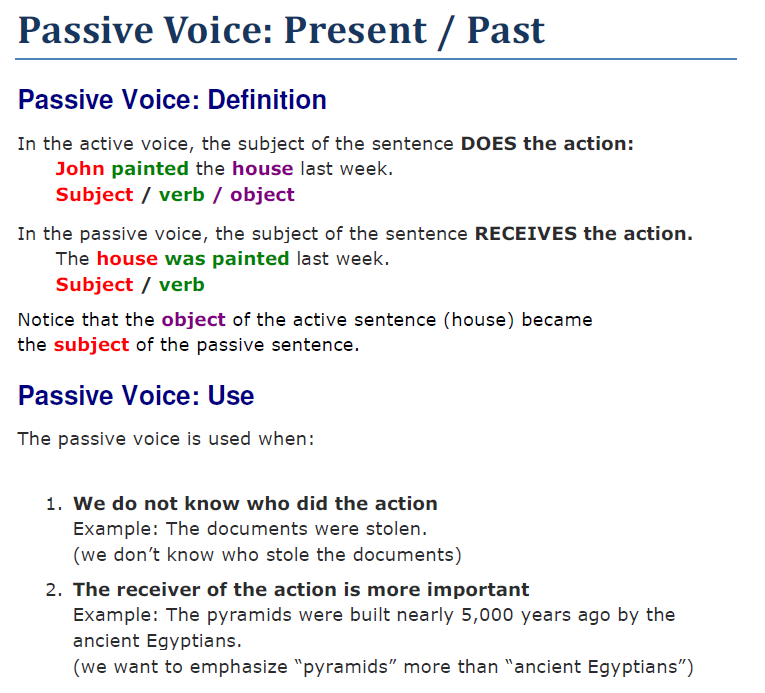 Passive Voice: Present / Past
Passive Voice: Definition
In the active voice, the subject of the sentence DOES the action:
John painted the house last week.
Subject / verb / object
In the passive voice, the subject of the sentence RECEIVES the action.
The house was painted last week.
Subject / verb
Notice that the object of the active sentence (house) became
the subject of the passive sentence.
Passive Voice: Use
The passive voice is used when:
1. We do not know who did the action
Example: The documents were stolen.
(we don’t know who stole the documents)
2. The receiver of the action is more important
Example: The pyramids were built nearly 5,000 years ago by the
ancient Egyptians.
(we want to emphasize “pyramids” more than “ancient Egyptians”)